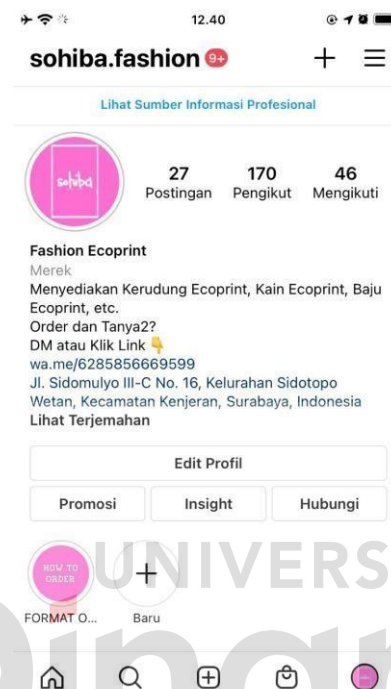 12.40
sohiba.fashion 9+
Lihat Sumber Informasi Profesional
sohiba
27 170 46
Postingan Pengikut Mengikuti
Fashion Ecoprint
Merek
Menyediakan Kerudung Ecoprint, Kain Ecoprint, Baju
Ecoprint, etc.
Order dan Tanya2?
DM atau Klik Link 👇
wa.me/6285856669599
Jl. Sidomulyo III-C No. 16, Kelurahan Sidotopo
Wetan, Kecamatan Kenjeran, Surabaya, Indonesia
Lihat Terjemahan
Edit Profil
Promosi Insight Hubungi
HOW TO
ORDER
UNIVERS
FORMAT O... Baru